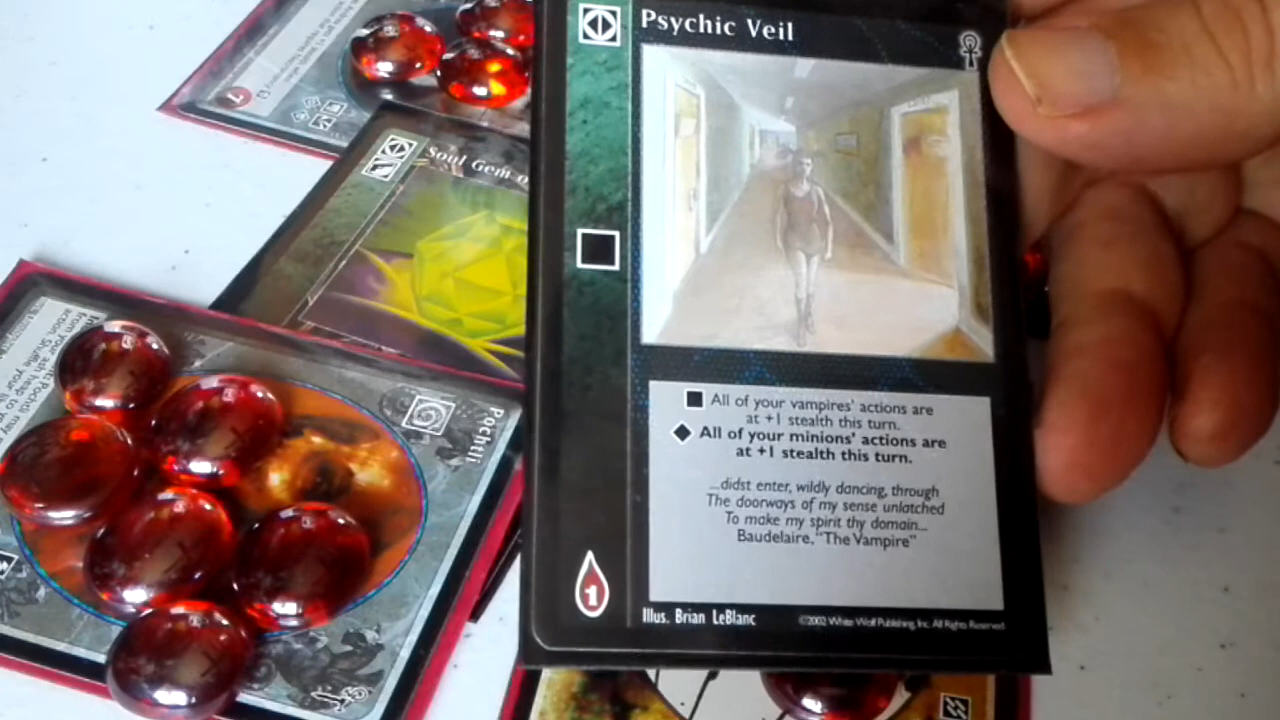 Psychic Veil
Soul Gem o
All of your vampires' actions are
at +1 stealth this turn.
All of your minions' actions are
at +1 stealth this turn.
...didst enter, wildly dancing, through
The doorways of my sense unlatched
To make my spirit thy domain...
Baudelaire, "The Vampire"
1
Illus. Brian LeBlanc
©2002 White Wolf Publishing, Inc. All Rights Reserved.
Pochtli
7